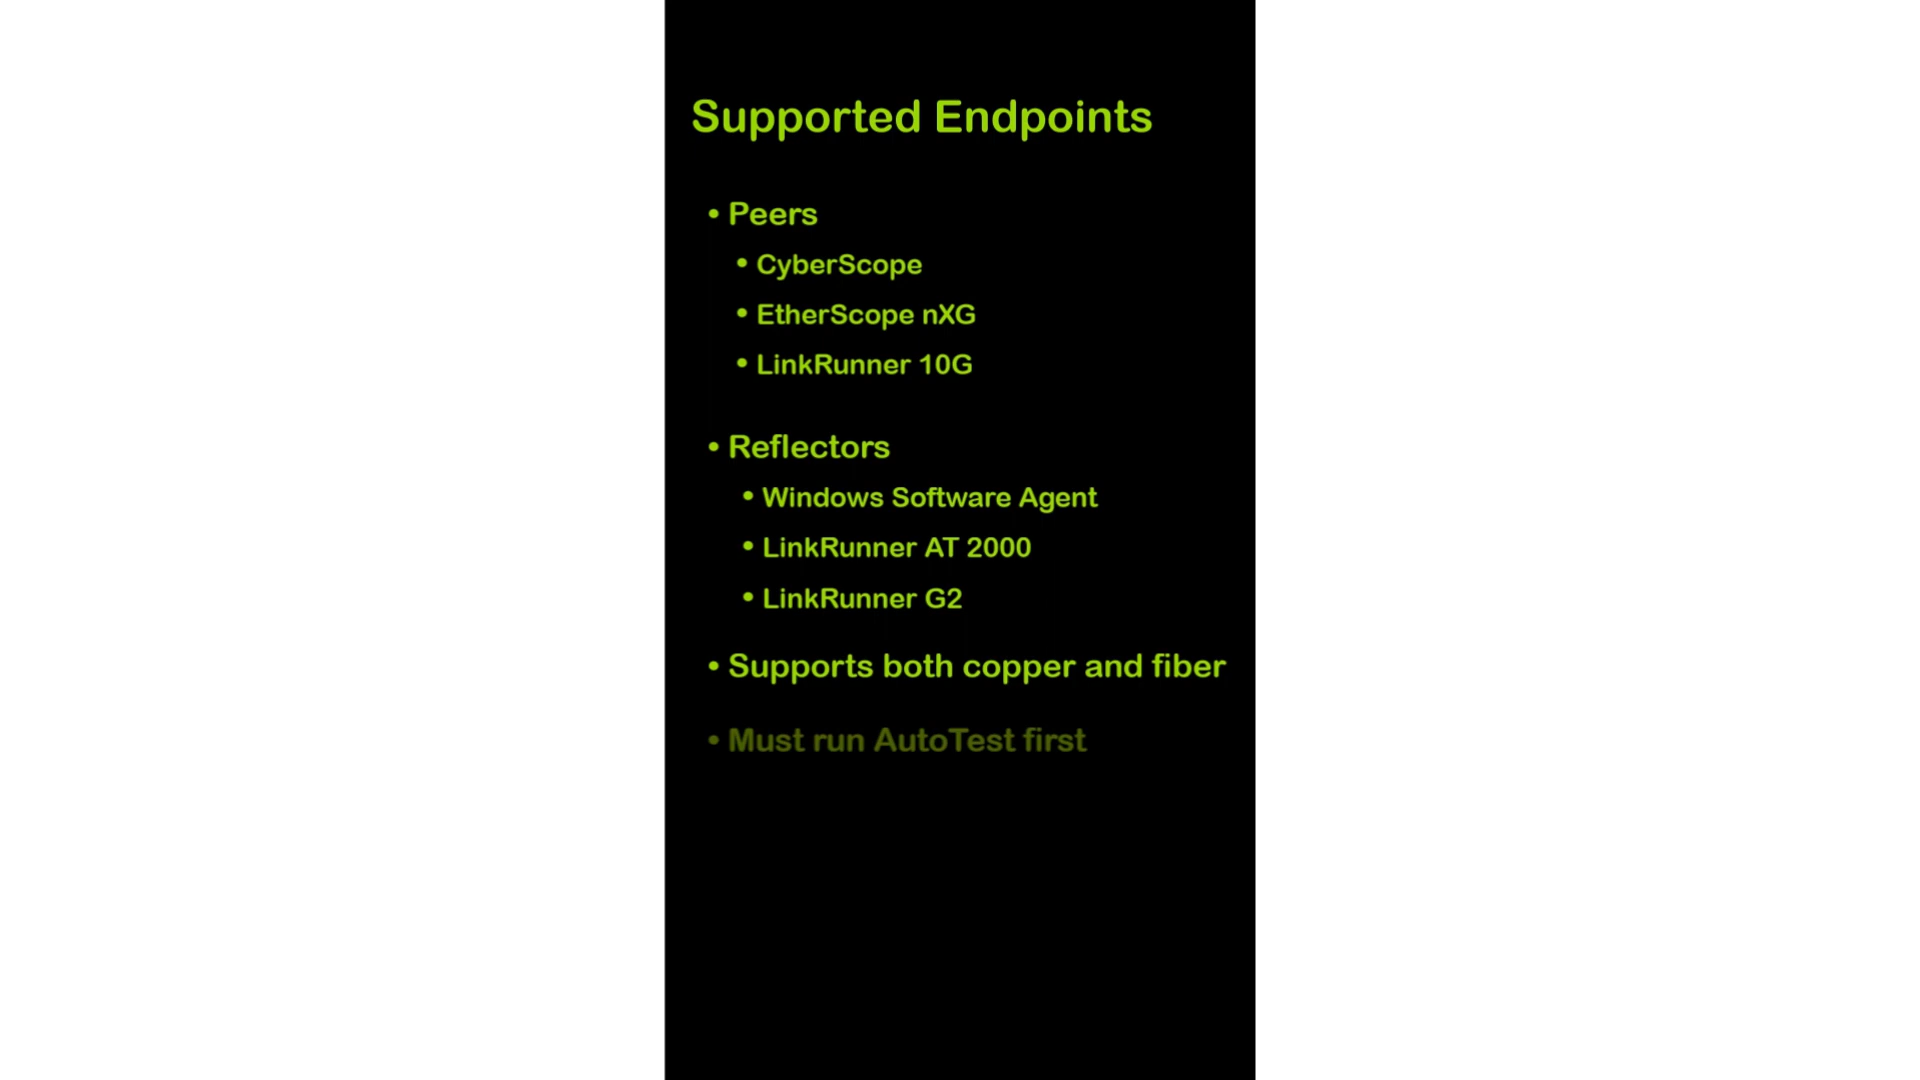 Supported Endpoints
• Peers
• CyberScope
• EtherScope nXG
• LinkRunner 10G
• Reflectors
• Windows Software Agent
• LinkRunner AT 2000
• LinkRunner G2
• Supports both copper and fiber
• Must run AutoTest first